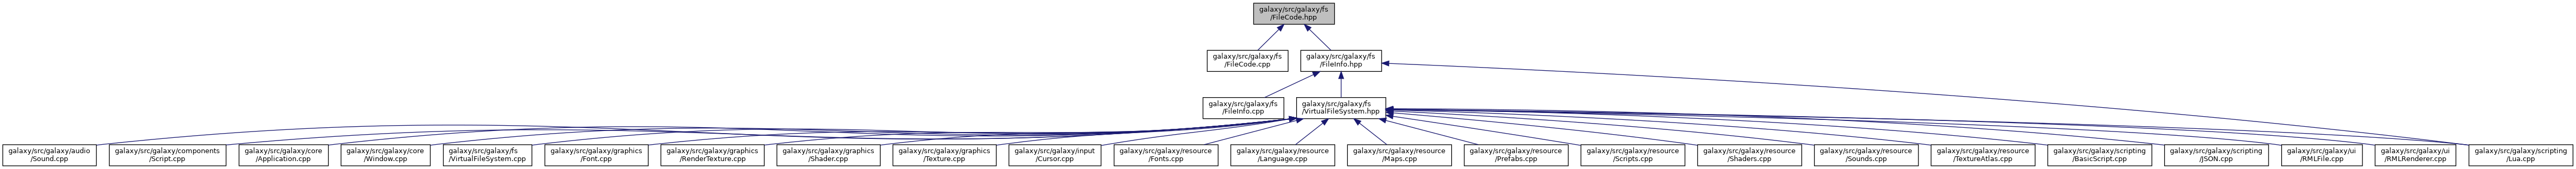 galaxy/src/galaxy/fs
/FileCode.hpp
galaxy/src/galaxy/fs
/FileCode.cpp
galaxy/src/galaxy/fs
/FileInfo.hpp
galaxy/src/galaxy/fs
/FileInfo.cpp
galaxy/src/galaxy/fs
/VirtualFileSystem.hpp
galaxy/src/galaxy/audio
/Sound.cpp
galaxy/src/galaxy/components
/Script.cpp
galaxy/src/galaxy/core
/Application.cpp
galaxy/src/galaxy/core
/Window.cpp
galaxy/src/galaxy/fs
/VirtualFileSystem.cpp
galaxy/src/galaxy/graphics
/Font.cpp
galaxy/src/galaxy/graphics
/RenderTexture.cpp
galaxy/src/galaxy/graphics
/Shader.cpp
galaxy/src/galaxy/graphics
/Texture.cpp
galaxy/src/galaxy/input
/Cursor.cpp
galaxy/src/galaxy/resource
/Fonts.cpp
galaxy/src/galaxy/resource
/Language.cpp
galaxy/src/galaxy/resource
/Maps.cpp
galaxy/src/galaxy/resource
/Prefabs.cpp
galaxy/src/galaxy/resource
/Scripts.cpp
galaxy/src/galaxy/resource
/Shaders.cpp
galaxy/src/galaxy/resource
/Sounds.cpp
galaxy/src/galaxy/resource
/TextureAtlas.cpp
galaxy/src/galaxy/scripting
/BasicScript.cpp
galaxy/src/galaxy/scripting
/JSON.cpp
galaxy/src/galaxy/ui
/RMLFile.cpp
galaxy/src/galaxy/ui
/RMLRenderer.cpp
galaxy/src/galaxy/scripting
/Lua.cpp